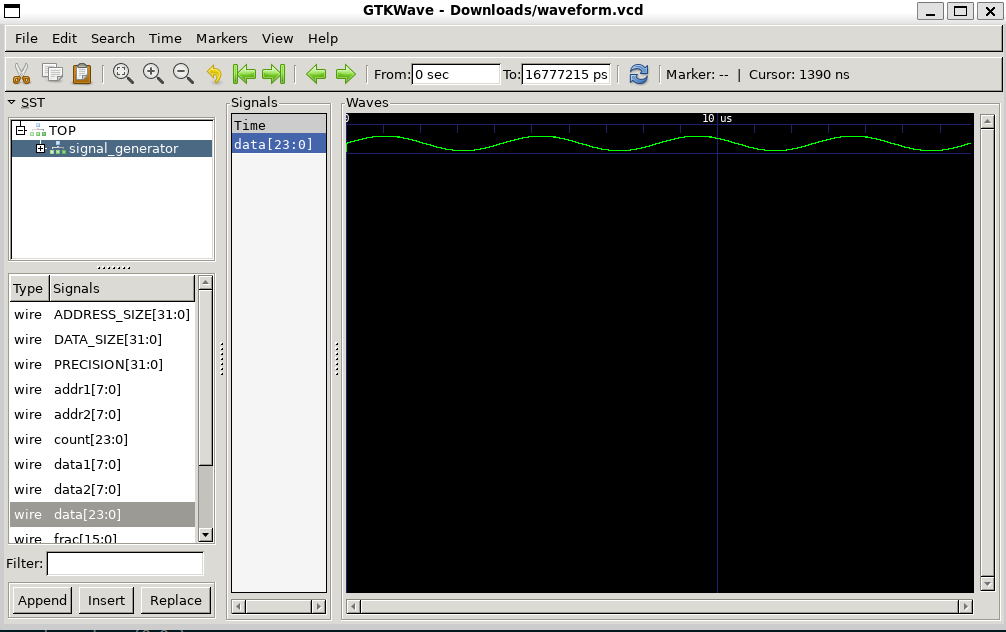 GTKWave - Downloads/waveform.vcd
File Edit Search Time Markers View Help
From: 0 sec To: 16777215 ps Marker: -- | Cursor: 1390 ns
SST
TOP
signal_generator
Type Signals
wire ADDRESS_SIZE[31:0]
wire DATA_SIZE[31:0]
wire PRECISION[31:0]
wire addr1[7:0]
wire addr2[7:0]
wire count[23:0]
wire data1[7:0]
wire data2[7:0]
wire data[23:0]
wire frac[15:0]
Filter:
Append Insert Replace
Signals
Time
data[23:0]
Waves
0 10 us